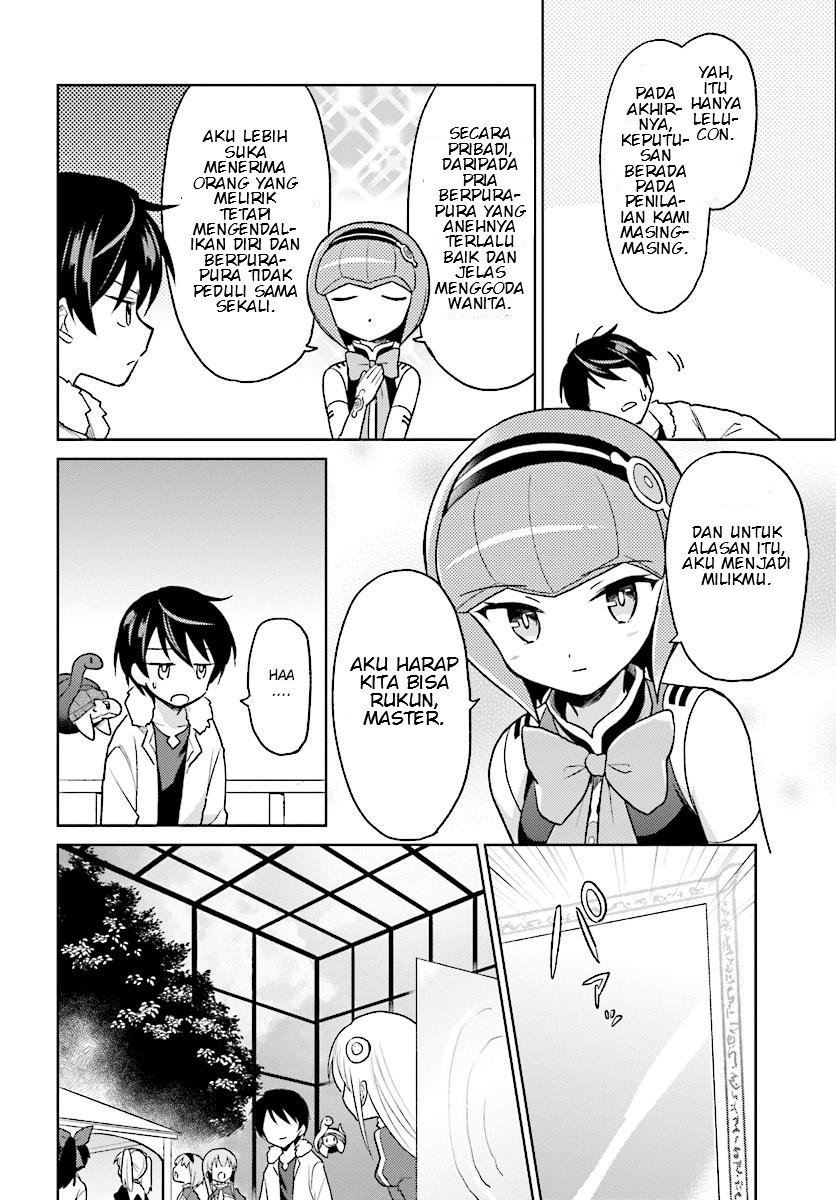 YAH,
ITU
HANYA
LELU-
CON.
PADA
AKHIR-
NYA,
KEPUTU-
SAN
BERADA
PADA
PENILA-
IAN KAMI
MASING-
MASING.
SECARA
PRIBADI,
DARIPADA
PRIA
BERPURA-
PURA YANG
ANEHNYA
TERLALU
BAIK DAN
JELAS
MENGGODA
WANITA.
AKU LEBIH
SUKA
MENERIMA
ORANG YANG
MELIRIK
TETAPI
MENGENDAL-
IKAN DIRI DAN
BERPURA-
PURA TIDAK
PEDULI SAMA
SEKALI.
DAN UNTUK
ALASAN ITU,
AKU MENJADI
MILIKMU.
AKU HARAP
KITA BISA
RUKUN,
MASTER.
HAA
....
パアッ